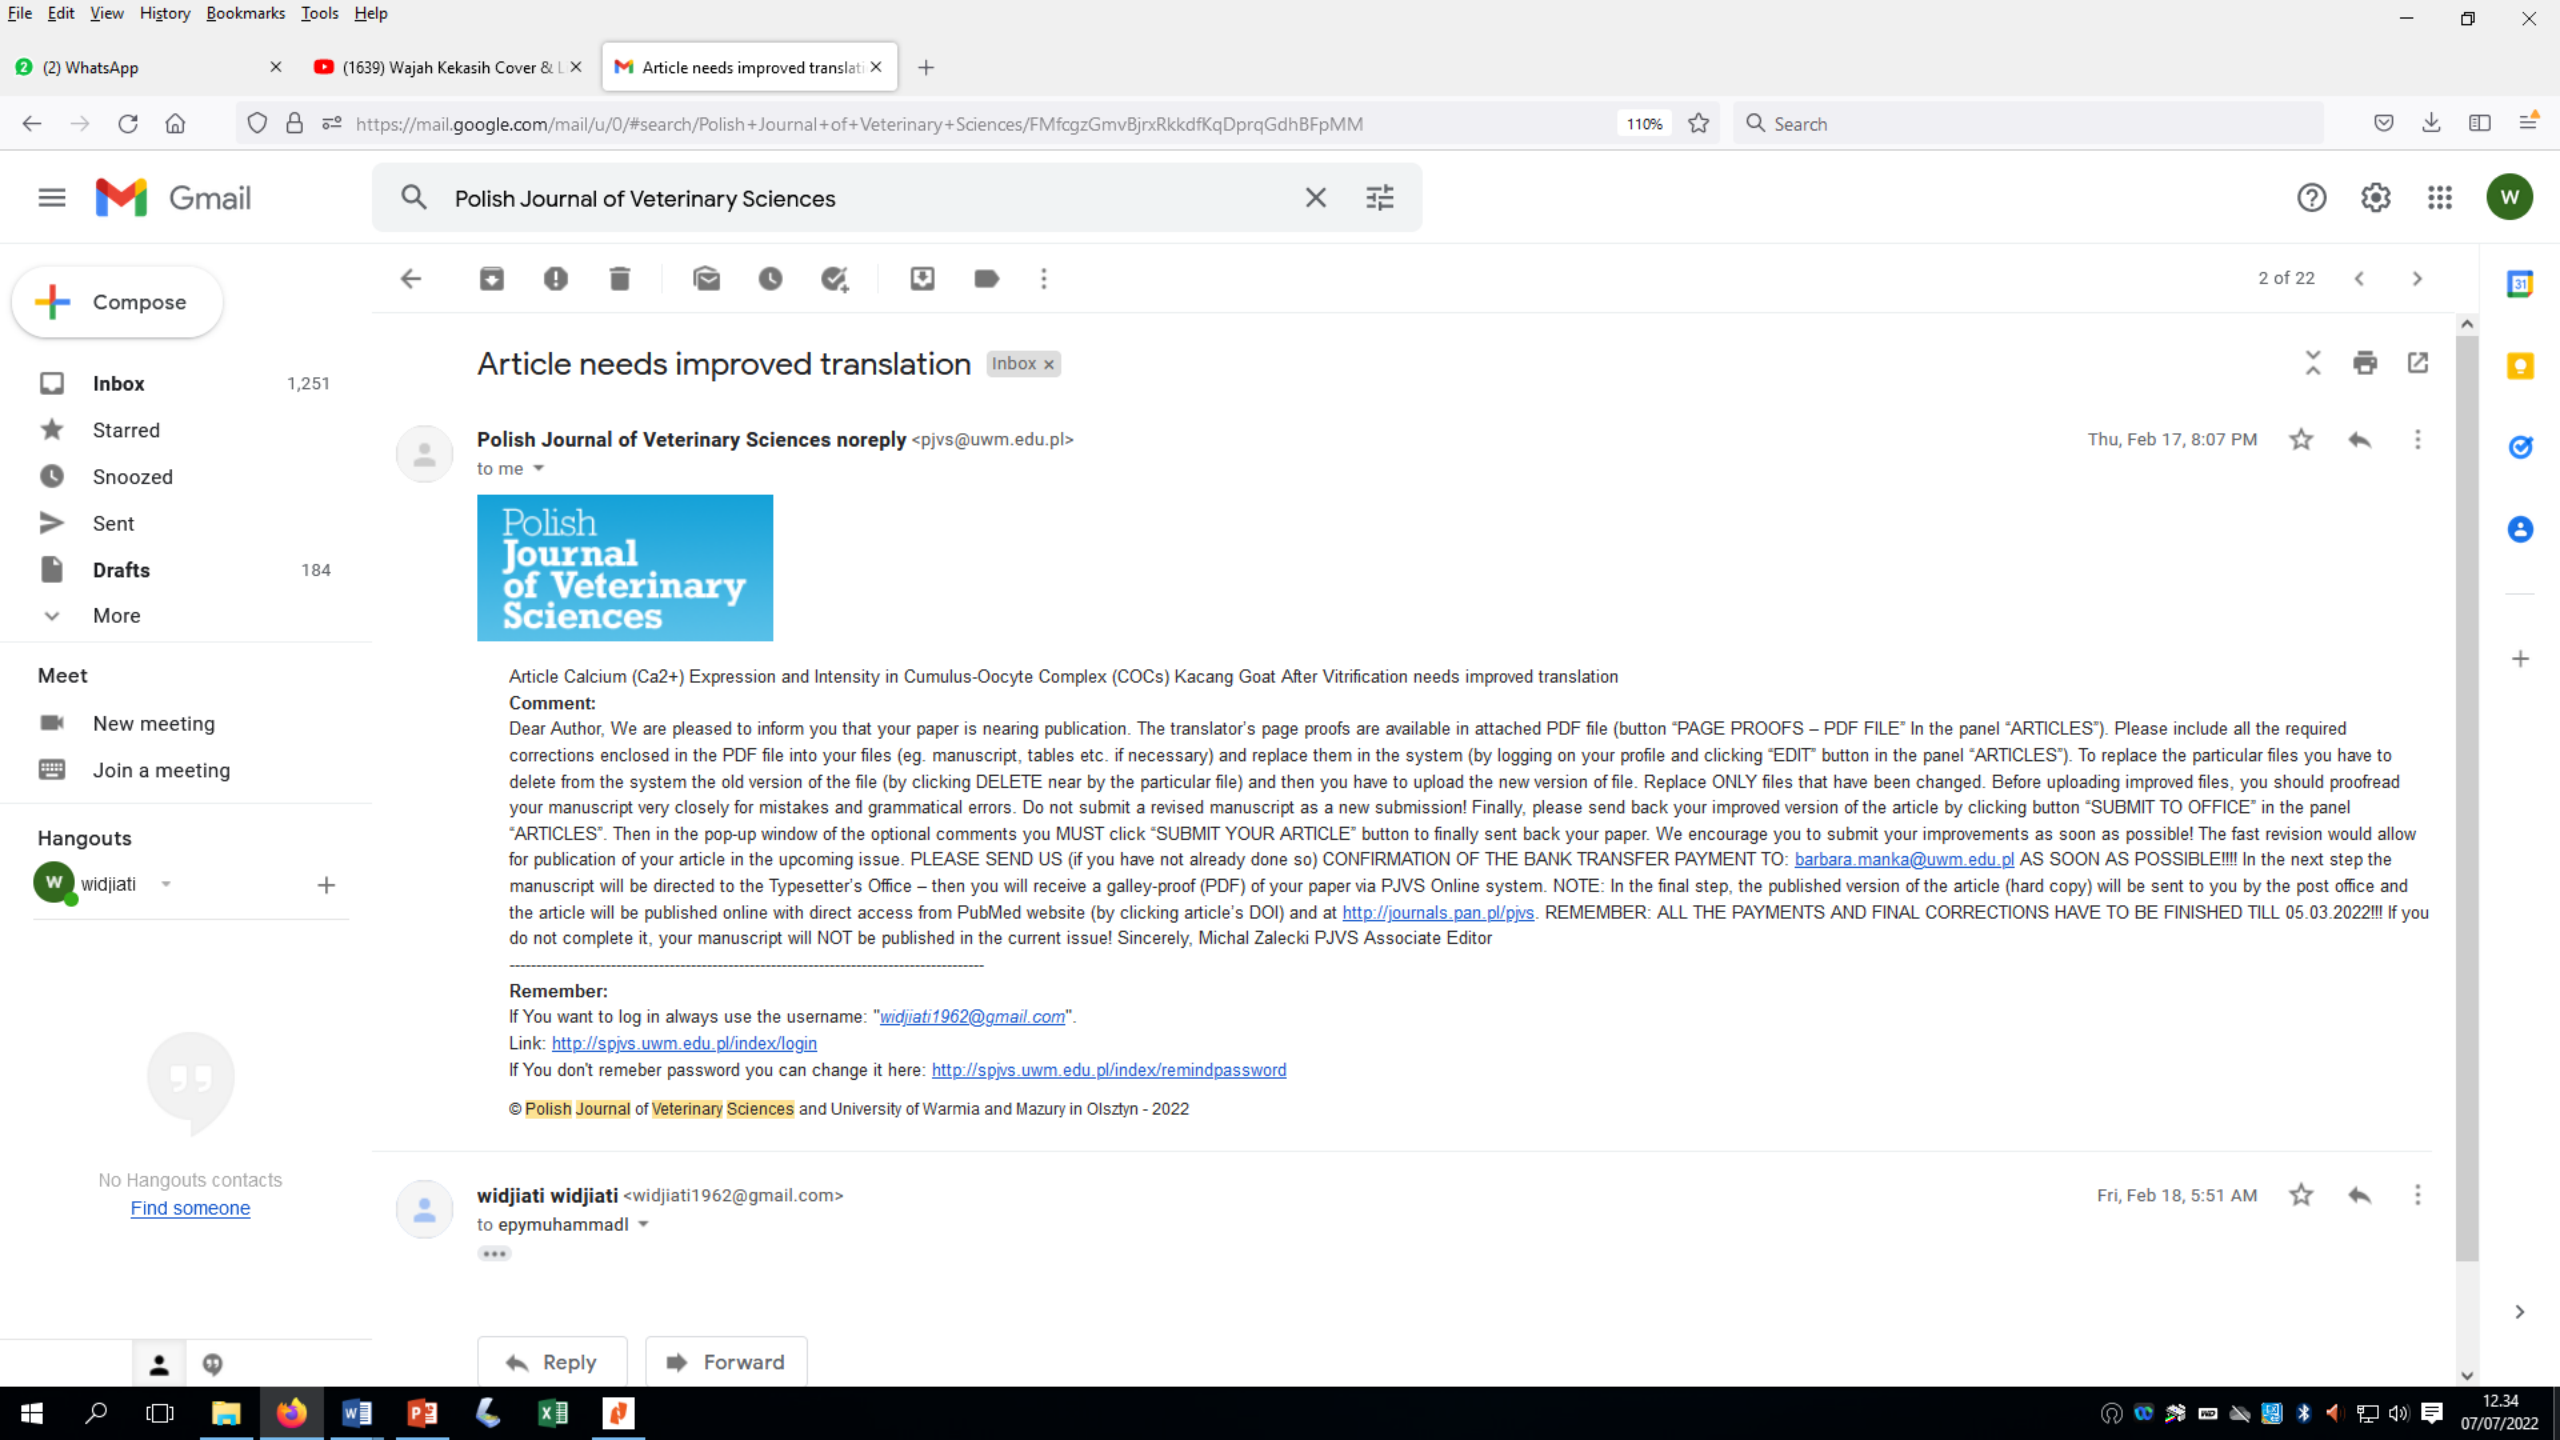 File Edit View History Bookmarks Tools Help
(2) WhatsApp
(1639) Wajah Kekasih Cover & L
Article needs improved translati
https://mail.google.com/mail/u/0/#search/Polish+Journal+of+Veterinary+Sciences/FMfcgzGmvBjrxRkkdfKqDprqGdhBFpMM
110%
Search
Gmail
Polish Journal of Veterinary Sciences
W
Compose
2 of 22
31
Inbox 1,251
Starred
Snoozed
Sent
Drafts 184
More
Meet
New meeting
Join a meeting
Hangouts
W widjiati
No Hangouts contacts
Find someone
Article needs improved translation Inbox x
Polish Journal of Veterinary Sciences noreply <pjvs@uwm.edu.pl>
Thu, Feb 17, 8:07 PM
to me
Polish
Journal
of Veterinary
Sciences
Article Calcium (Ca2+) Expression and Intensity in Cumulus-Oocyte Complex (COCs) Kacang Goat After Vitrification needs improved translation
Comment:
Dear Author, We are pleased to inform you that your paper is nearing publication. The translator's page proofs are available in attached PDF file (button “PAGE PROOFS – PDF FILE” In the panel “ARTICLES”). Please include all the required
corrections enclosed in the PDF file into your files (eg. manuscript, tables etc. if necessary) and replace them in the system (by logging on your profile and clicking “EDIT” button in the panel “ARTICLES”). To replace the particular files you have to
delete from the system the old version of the file (by clicking DELETE near by the particular file) and then you have to upload the new version of file. Replace ONLY files that have been changed. Before uploading improved files, you should proofread
your manuscript very closely for mistakes and grammatical errors. Do not submit a revised manuscript as a new submission! Finally, please send back your improved version of the article by clicking button “SUBMIT TO OFFICE” in the panel
“ARTICLES”. Then in the pop-up window of the optional comments you MUST click “SUBMIT YOUR ARTICLE” button to finally sent back your paper. We encourage you to submit your improvements as soon as possible! The fast revision would allow
for publication of your article in the upcoming issue. PLEASE SEND US (if you have not already done so) CONFIRMATION OF THE BANK TRANSFER PAYMENT TO: barbara.manka@uwm.edu.pl AS SOON AS POSSIBLE!!!! In the next step the
manuscript will be directed to the Typesetter's Office – then you will receive a galley-proof (PDF) of your paper via PJVS Online system. NOTE: In the final step, the published version of the article (hard copy) will be sent to you by the post office and
the article will be published online with direct access from PubMed website (by clicking article's DOI) and at http://journals.pan.pl/pjvs. REMEMBER: ALL THE PAYMENTS AND FINAL CORRECTIONS HAVE TO BE FINISHED TILL 05.03.2022!!! If you
do not complete it, your manuscript will NOT be published in the current issue! Sincerely, Michal Zalecki PJVS Associate Editor
----------------------------------------------------------------------------------------
Remember:
If You want to log in always use the username: "widjiati1962@gmail.com".
Link: http://spjvs.uwm.edu.pl/index/login
If You don't remeber password you can change it here: http://spjvs.uwm.edu.pl/index/remindpassword
© Polish Journal of Veterinary Sciences and University of Warmia and Mazury in Olsztyn - 2022
widjiati widjiati <widjiati1962@gmail.com>
Fri, Feb 18, 5:51 AM
to epymuhammadl
Reply
Forward
12.34
07/07/2022